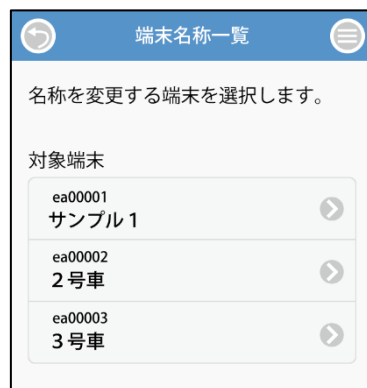 端末名称一覧
名称を変更する端末を選択します。
対象端末
ea00001
サンプル１
ea00002
２号車
ea00003
３号車